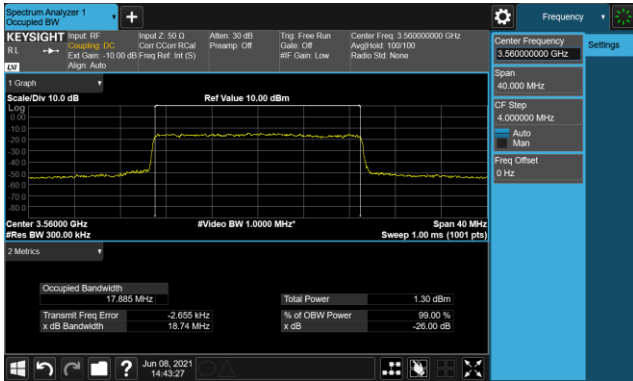 Spectrum Analyzer 1
Occupied BW
Frequency
KEYSIGHT
Input: RF
Input Z: 50 Ω
Atten: 30 dB
Trig: Free Run
Center Freq: 3.560000000 GHz
R L
Coupling: DC
Corr CCorr RCal
Preamp: Off
Gate: Off
Avg|Hold: 100/100
Ext Gain: -10.00 dB
Freq Ref: Int (S)
#IF Gain: Low
Radio Std: None
LXI
Align: Auto
Center Frequency
3.560000000 GHz
Settings
Span
40.000 MHz
CF Step
4.000000 MHz
Auto
Man
Freq Offset
0 Hz
1 Graph
Scale/Div 10.0 dB
Ref Value 10.00 dBm
Log
0.00
-10.0
-20.0
-30.0
-40.0
-50.0
-60.0
-70.0
-80.0
Center 3.56000 GHz
#Video BW 1.0000 MHz*
Span 40 MHz
#Res BW 300.00 kHz
Sweep 1.00 ms (1001 pts)
2 Metrics
Occupied Bandwidth
17.885 MHz
Total Power
1.30 dBm
Transmit Freq Error
-2.655 kHz
% of OBW Power
99.00 %
x dB Bandwidth
18.74 MHz
x dB
-26.00 dB
?
Jun 08, 2021
14:43:27